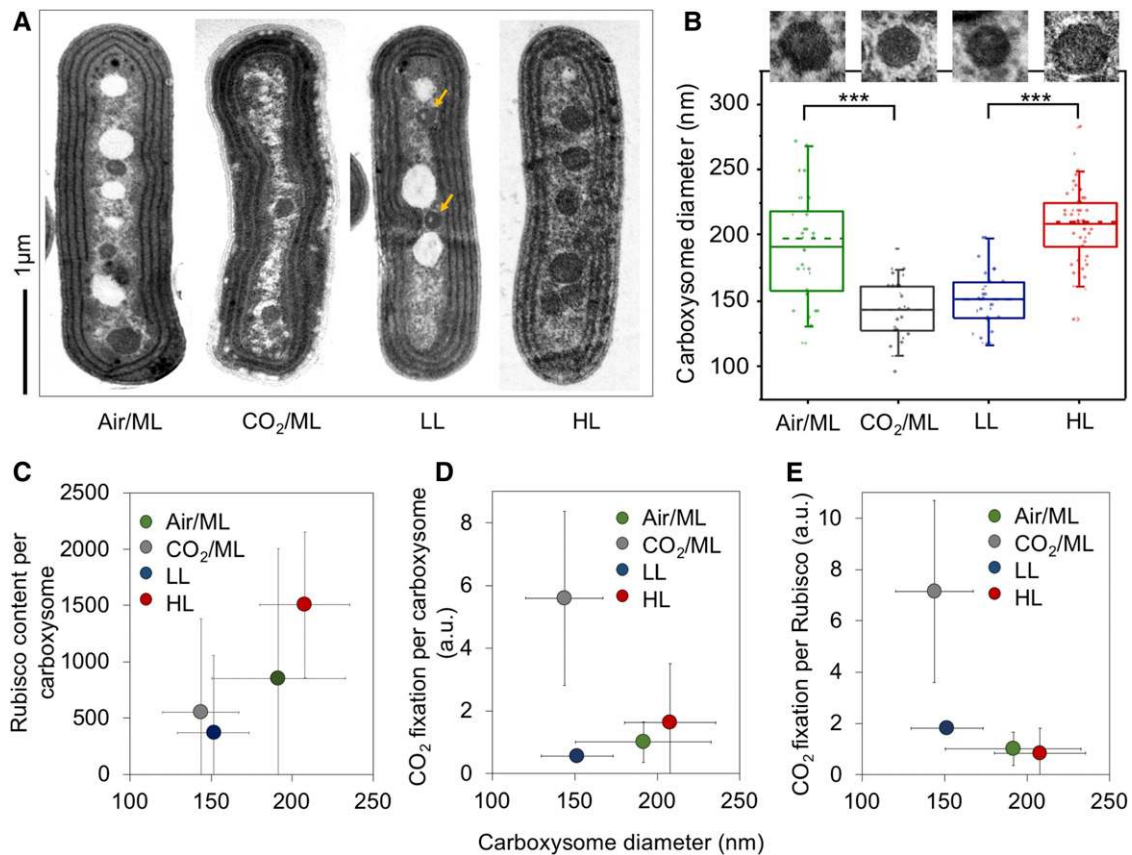 A
1µm
Air/ML
CO₂/ML
LL
HL
B
***
***
Carboxysome diameter (nm)
300
250
200
150
100
Air/ML
CO₂/ML
LL
HL
C
Rubisco content per
carboxysome
2500
2000
1500
1000
500
0
Air/ML
CO₂/ML
LL
HL
100
150
200
250
D
CO₂ fixation per carboxysome
(a.u.)
8
6
4
2
0
Air/ML
CO₂/ML
LL
HL
100
150
200
250
E
CO₂ fixation per Rubisco (a.u.)
10
8
6
4
2
0
Air/ML
CO₂/ML
LL
HL
100
150
200
250
Carboxysome diameter (nm)